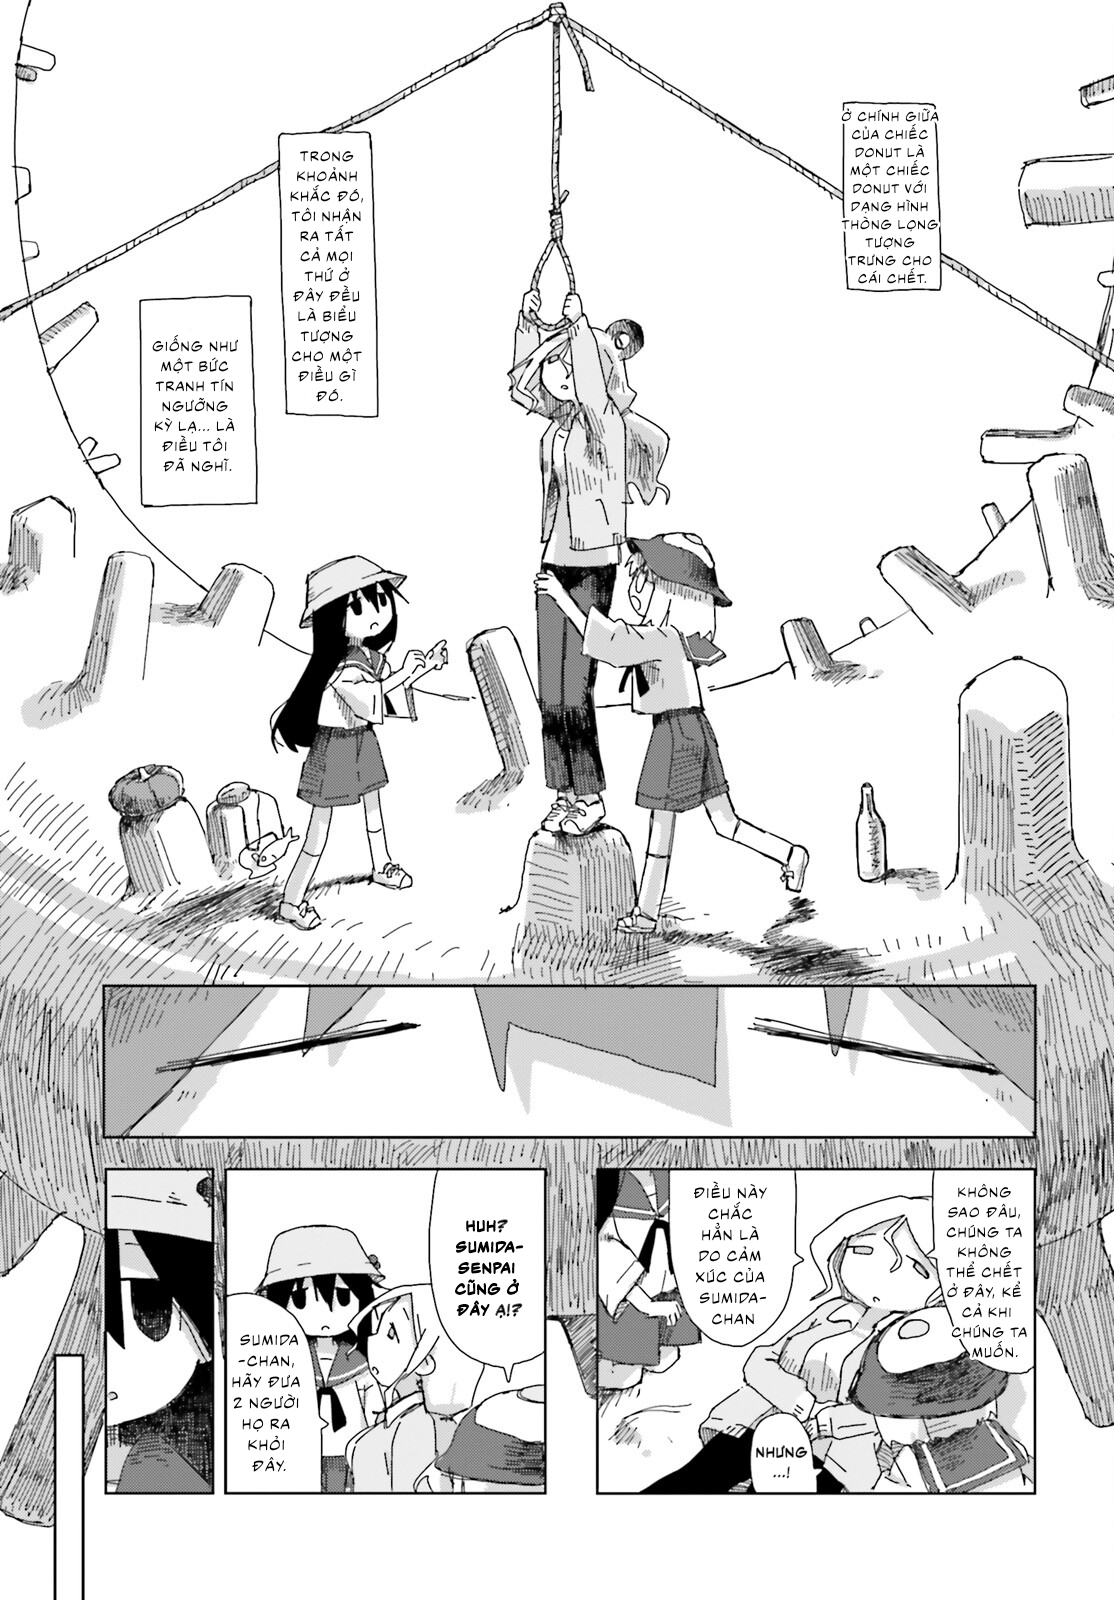 Ở CHÍNH GIỮA
CỦA CHIẾC
DONUT LÀ
MỘT CHIẾC
DONUT VỚI
DẠNG HÌNH
THÒNG LỌNG
TƯỢNG
TRƯNG CHO
CÁI CHẾT.
TRONG
KHOẢNH
KHẮC ĐÓ,
TÔI NHẬN
RA TẤT
CẢ MỌI
THỨ Ở
ĐÂY ĐỀU
LÀ BIỂU
TƯỢNG
CHO MỘT
ĐIỀU GÌ
ĐÓ.
GIỐNG NHƯ
MỘT BỨC
TRANH TÍN
NGƯỠNG
KỲ LẠ... LÀ
ĐIỀU TÔI
ĐÃ NGHĨ.
KHÔNG
SAO ĐÂU,
CHÚNG TA
KHÔNG
THỂ CHẾT
Ở ĐÂY, KỂ
CẢ KHI
CHÚNG TA
MUỐN.
ĐIỀU NÀY
CHẮC
HẲN LÀ
DO CẢM
XÚC CỦA
SUMIDA-
CHAN
NHƯNG
...!
HUH?
SUMIDA-
SENPAI
CŨNG Ở
ĐÂY Ạ!?
SUMIDA
-CHAN,
HÃY ĐƯA
2 NGƯỜI
HỌ RA
KHỎI
ĐÂY.